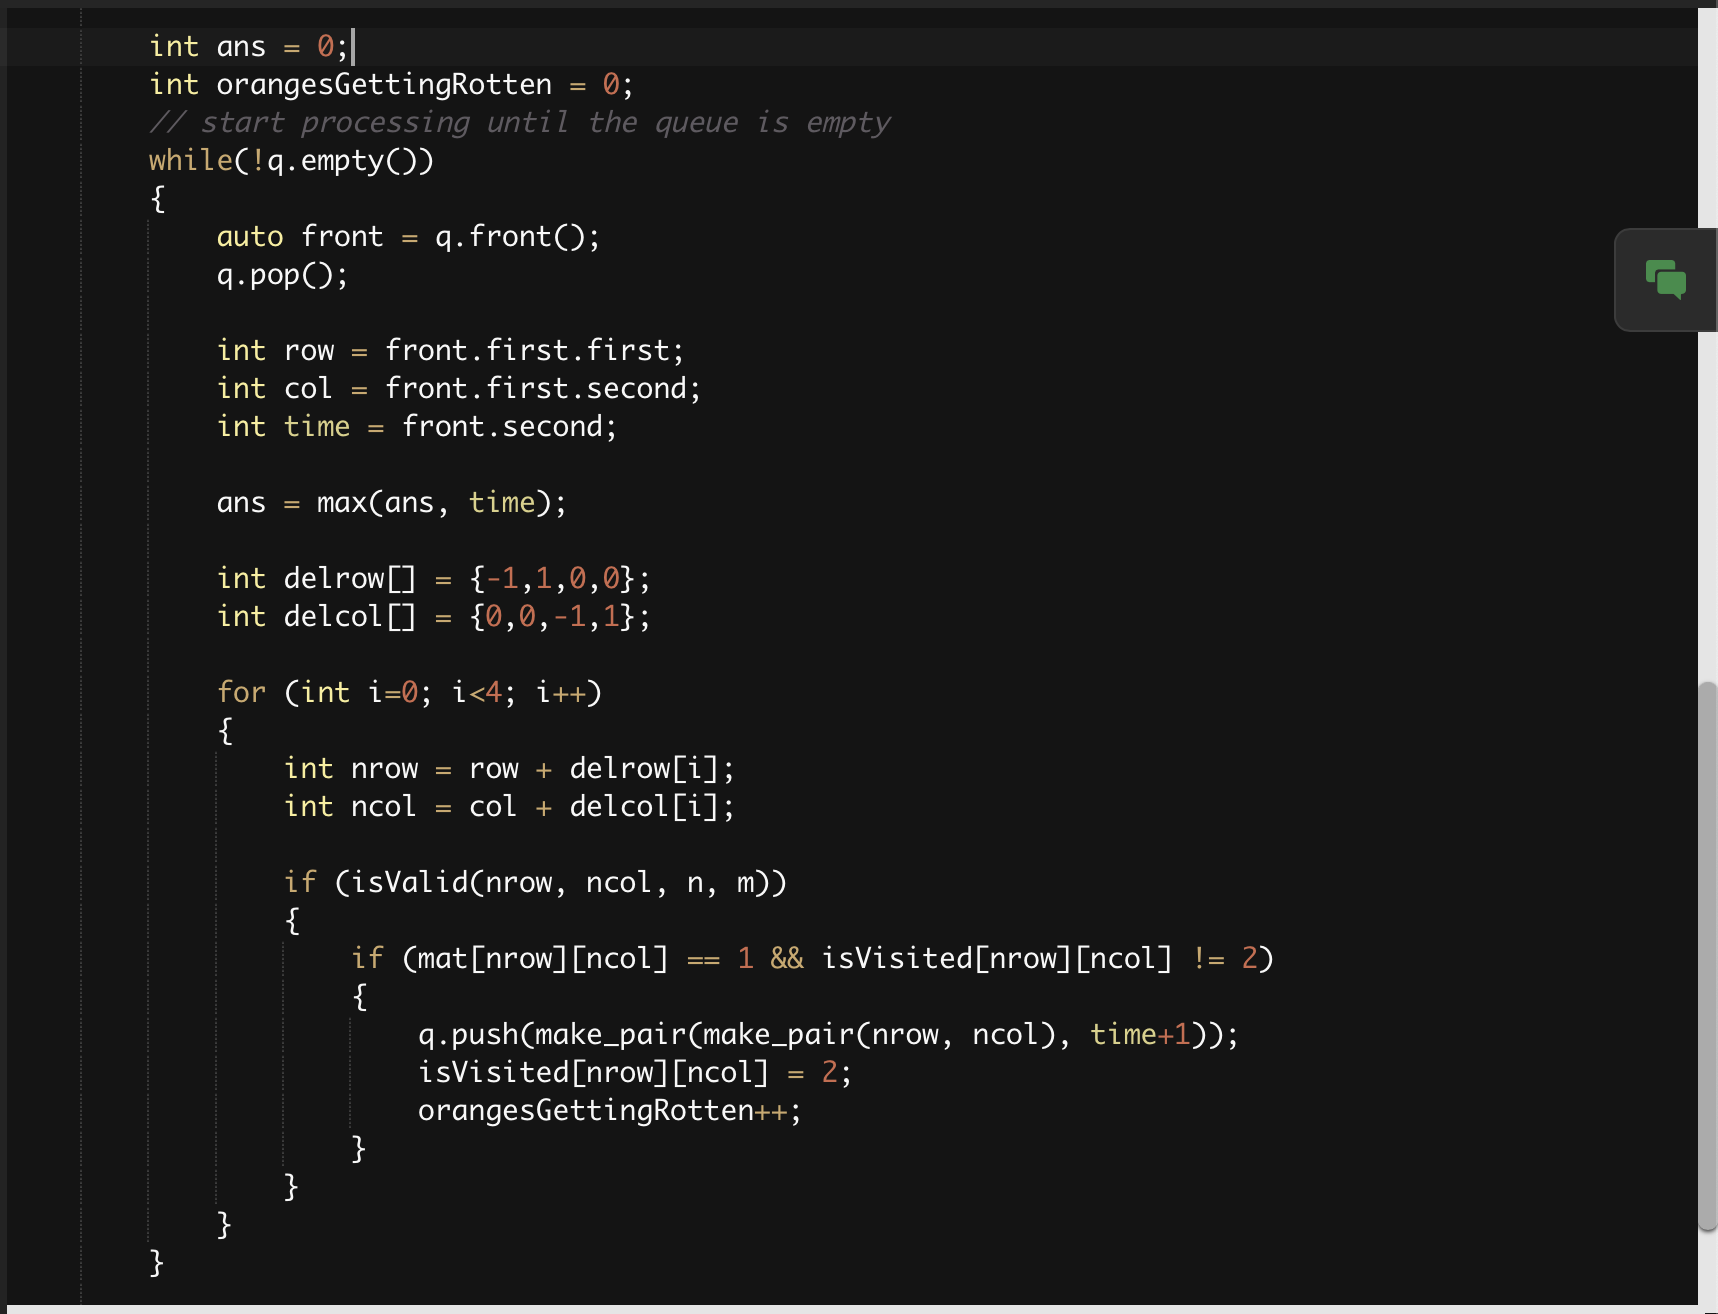 int ans = 0;
int orangesGettingRotten = 0;
// start processing until the queue is empty
while(!q.empty())
{
auto front = q.front();
q.pop();
int row = front.first.first;
int col = front.first.second;
int time = front.second;
ans = max(ans, time);
int delrow[] = {-1,1,0,0};
int delcol[] = {0,0,-1,1};
for (int i=0; i<4; i++)
{
int nrow = row + delrow[i];
int ncol = col + delcol[i];
if (isValid(nrow, ncol, n, m))
{
if (mat[nrow][ncol] == 1 && isVisited[nrow][ncol] != 2)
{
q.push(make_pair(make_pair(nrow, ncol), time+1));
isVisited[nrow][ncol] = 2;
orangesGettingRotten++;
}
}
}
}